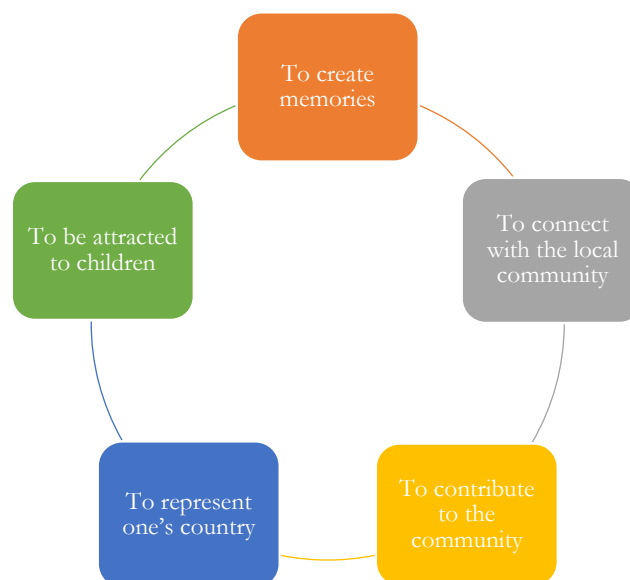 To create
memories
To connect
with the local
community
To contribute
to the
community
To represent
one's country
To be attracted
to children